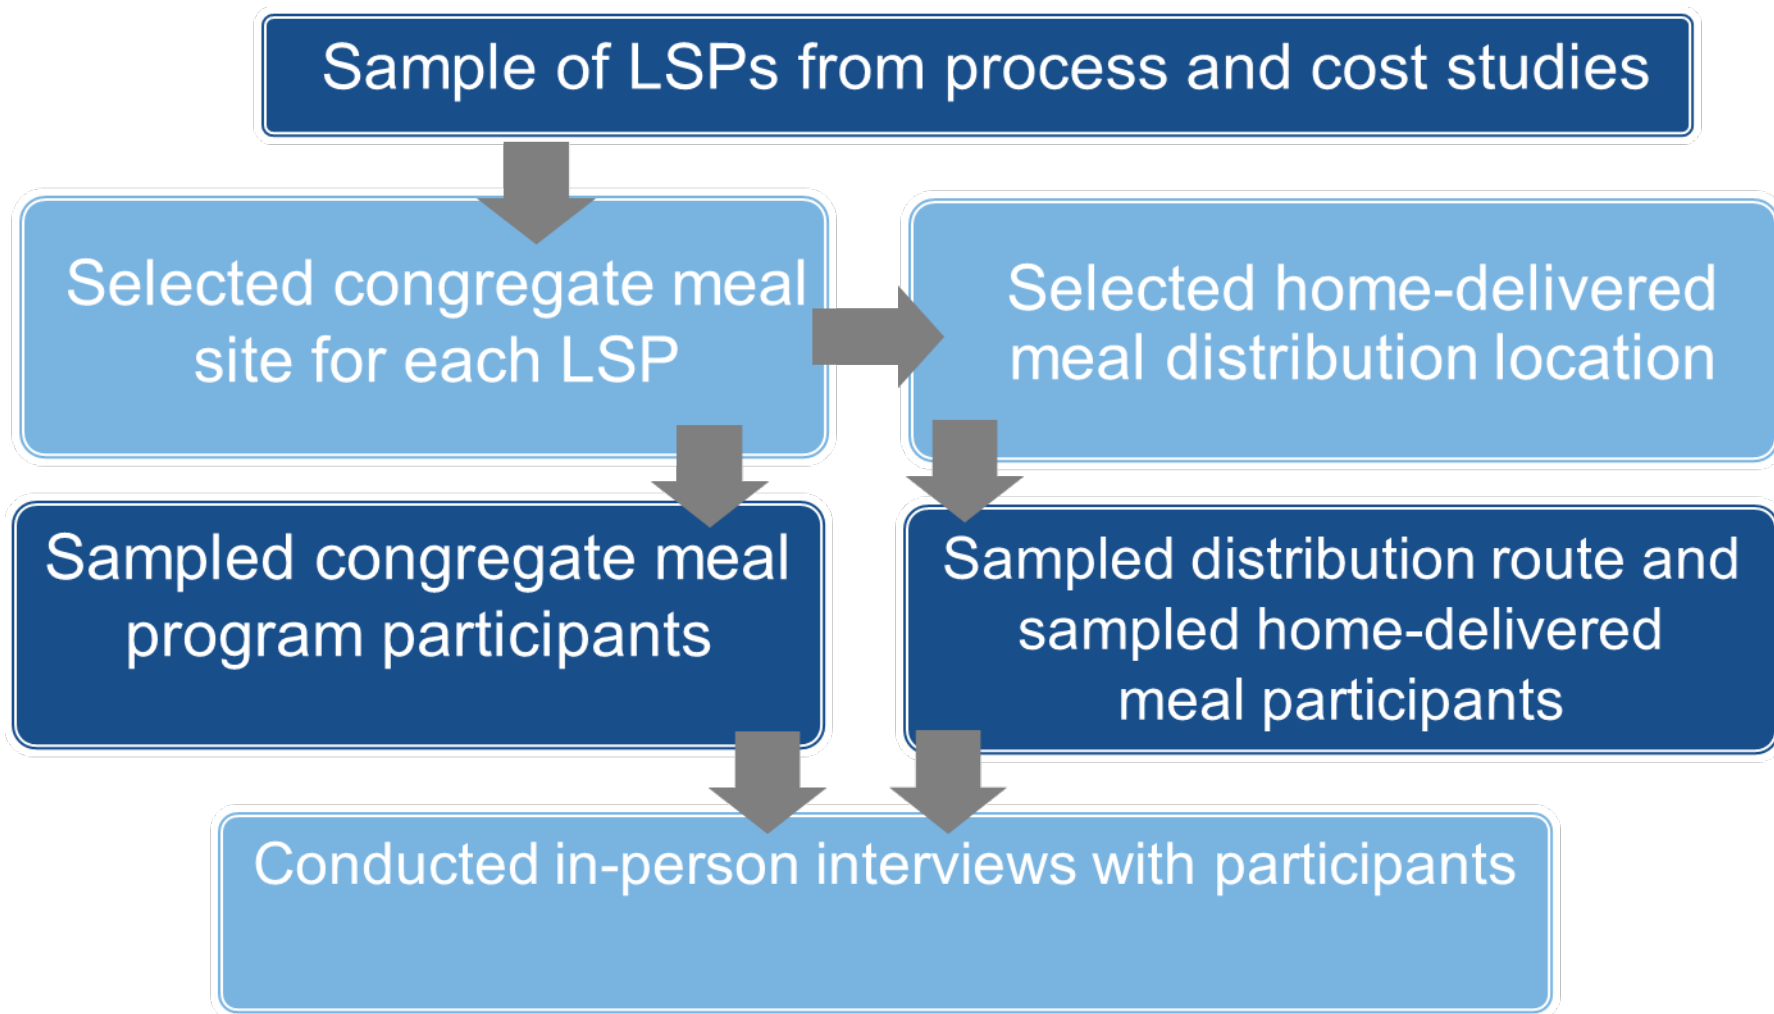 Sample of LSPs from process and cost studies
Selected congregate meal
site for each LSP
Selected home-delivered
meal distribution location
Sampled congregate meal
program participants
Sampled distribution route and
sampled home-delivered
meal participants
Conducted in-person interviews with participants